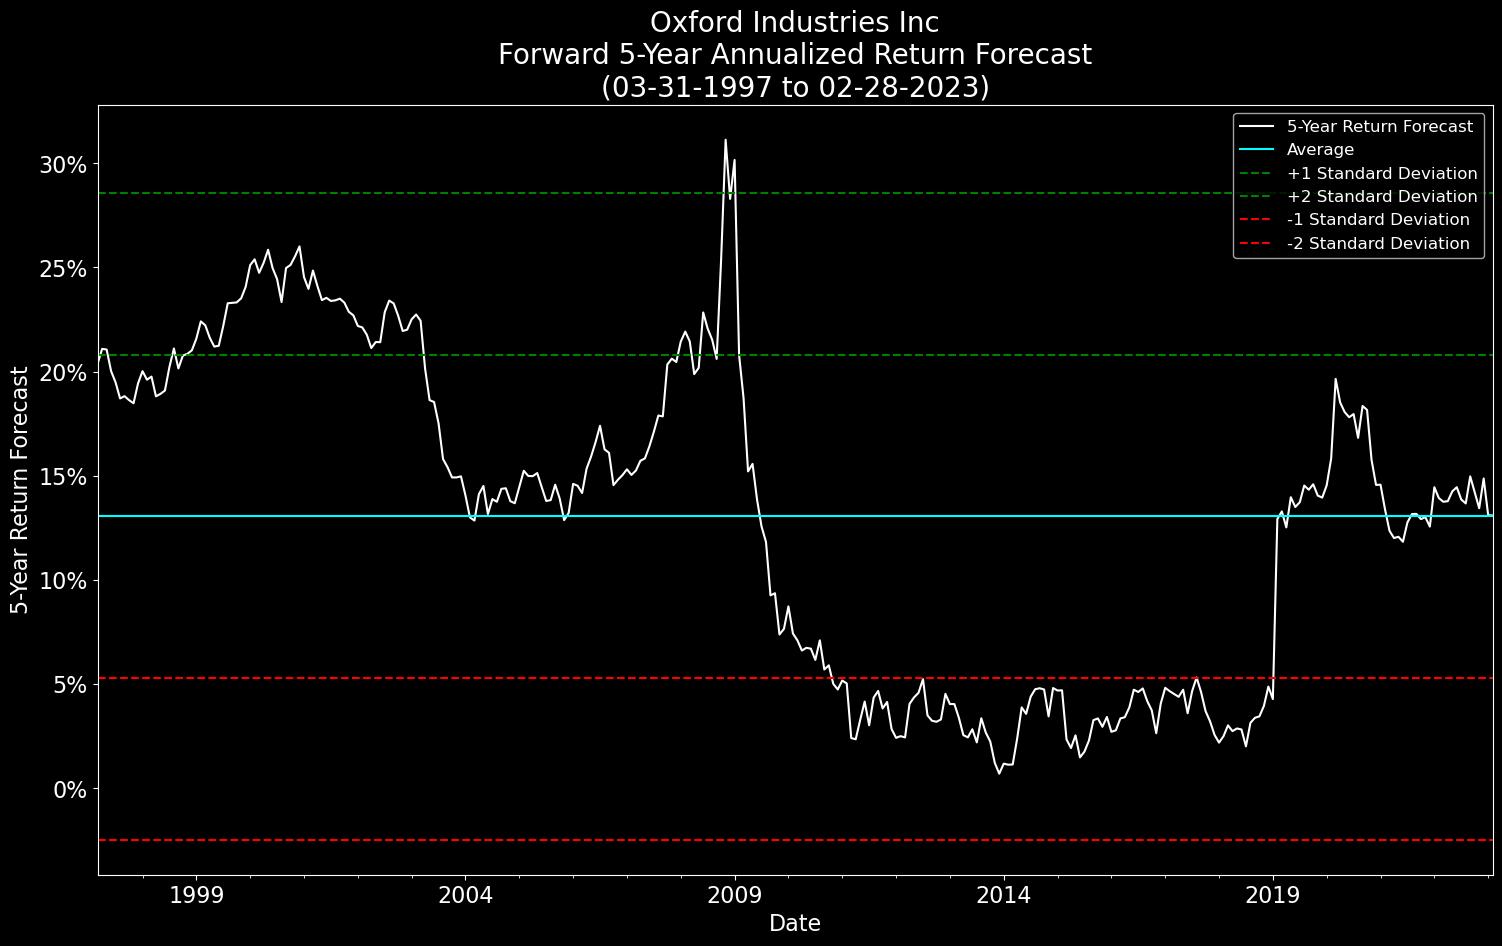 Oxford Industries Inc
Forward 5-Year Annualized Return Forecast
(03-31-1997 to 02-28-2023)
5-Year Return Forecast
Average
+1 Standard Deviation
+2 Standard Deviation
-1 Standard Deviation
-2 Standard Deviation
5-Year Return Forecast
30%
25%
20%
15%
10%
5%
0%
1999
2004
2009
2014
2019
Date